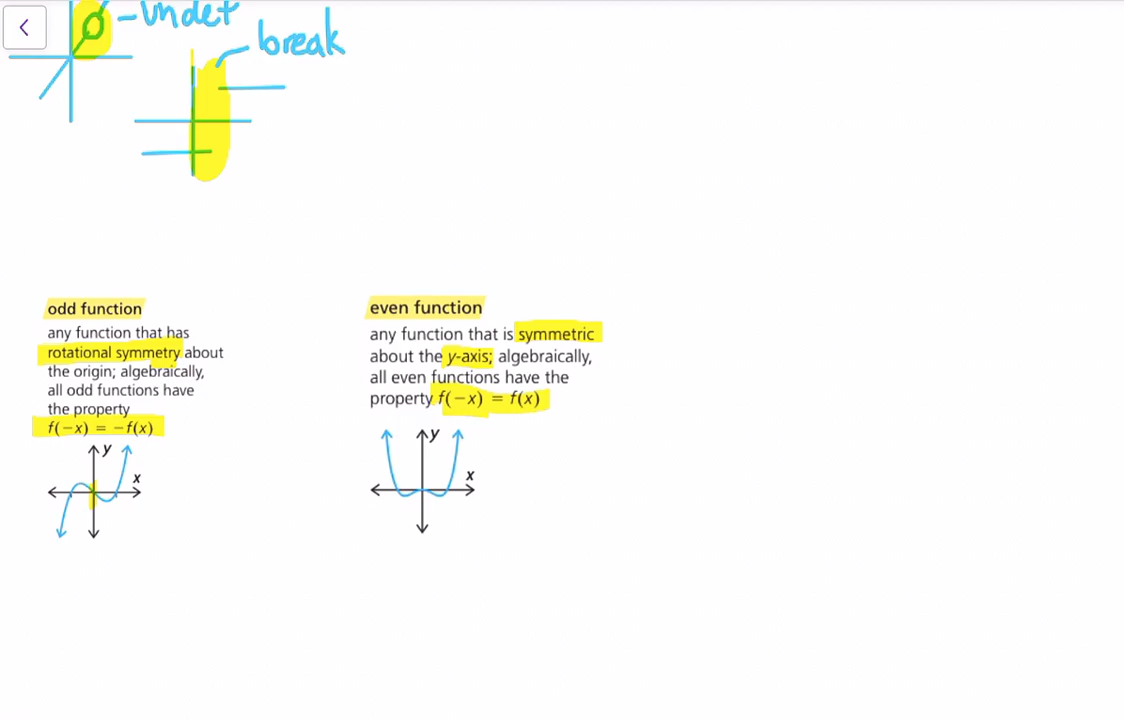 – undef
break
odd function
any function that has
rotational symmetry about
the origin; algebraically,
all odd functions have
the property
f(−x) = −f(x)
y
x
even function
any function that is symmetric
about the y-axis; algebraically,
all even functions have the
property f(−x) = f(x)
y
x